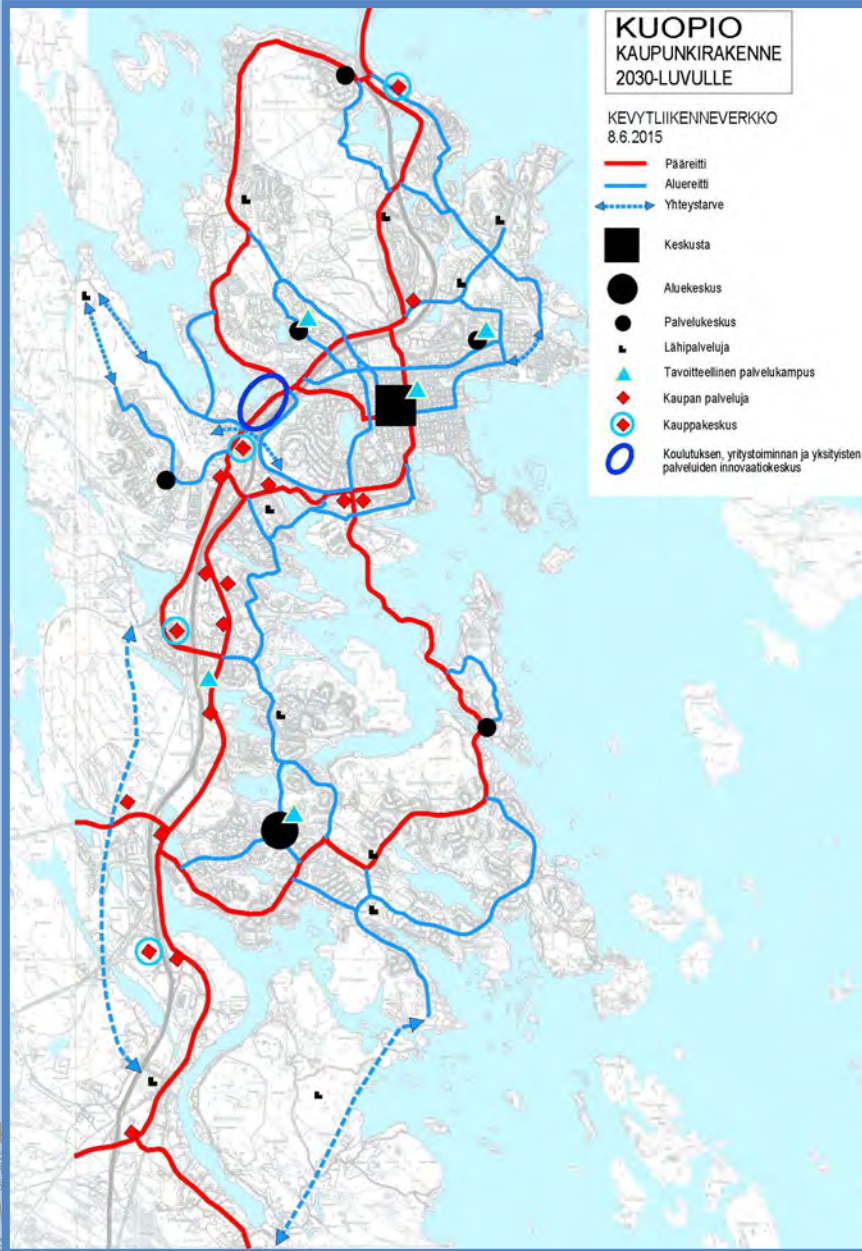 KUOPIO
KAUPUNKIRAKENNE
2030-LUVULLE
KEVYTLIIKENNEVERKKO
8.6.2015
Pääreitti
Aluereitti
Yhteystarve
Keskusta
Aluekeskus
Palvelukeskus
Lähipalveluja
Tavoitteellinen palvelukampus
Kaupan palveluja
Kauppakeskus
Koulutuksen, yritystoiminnan ja yksityisten
palveluiden innovaatiokeskus